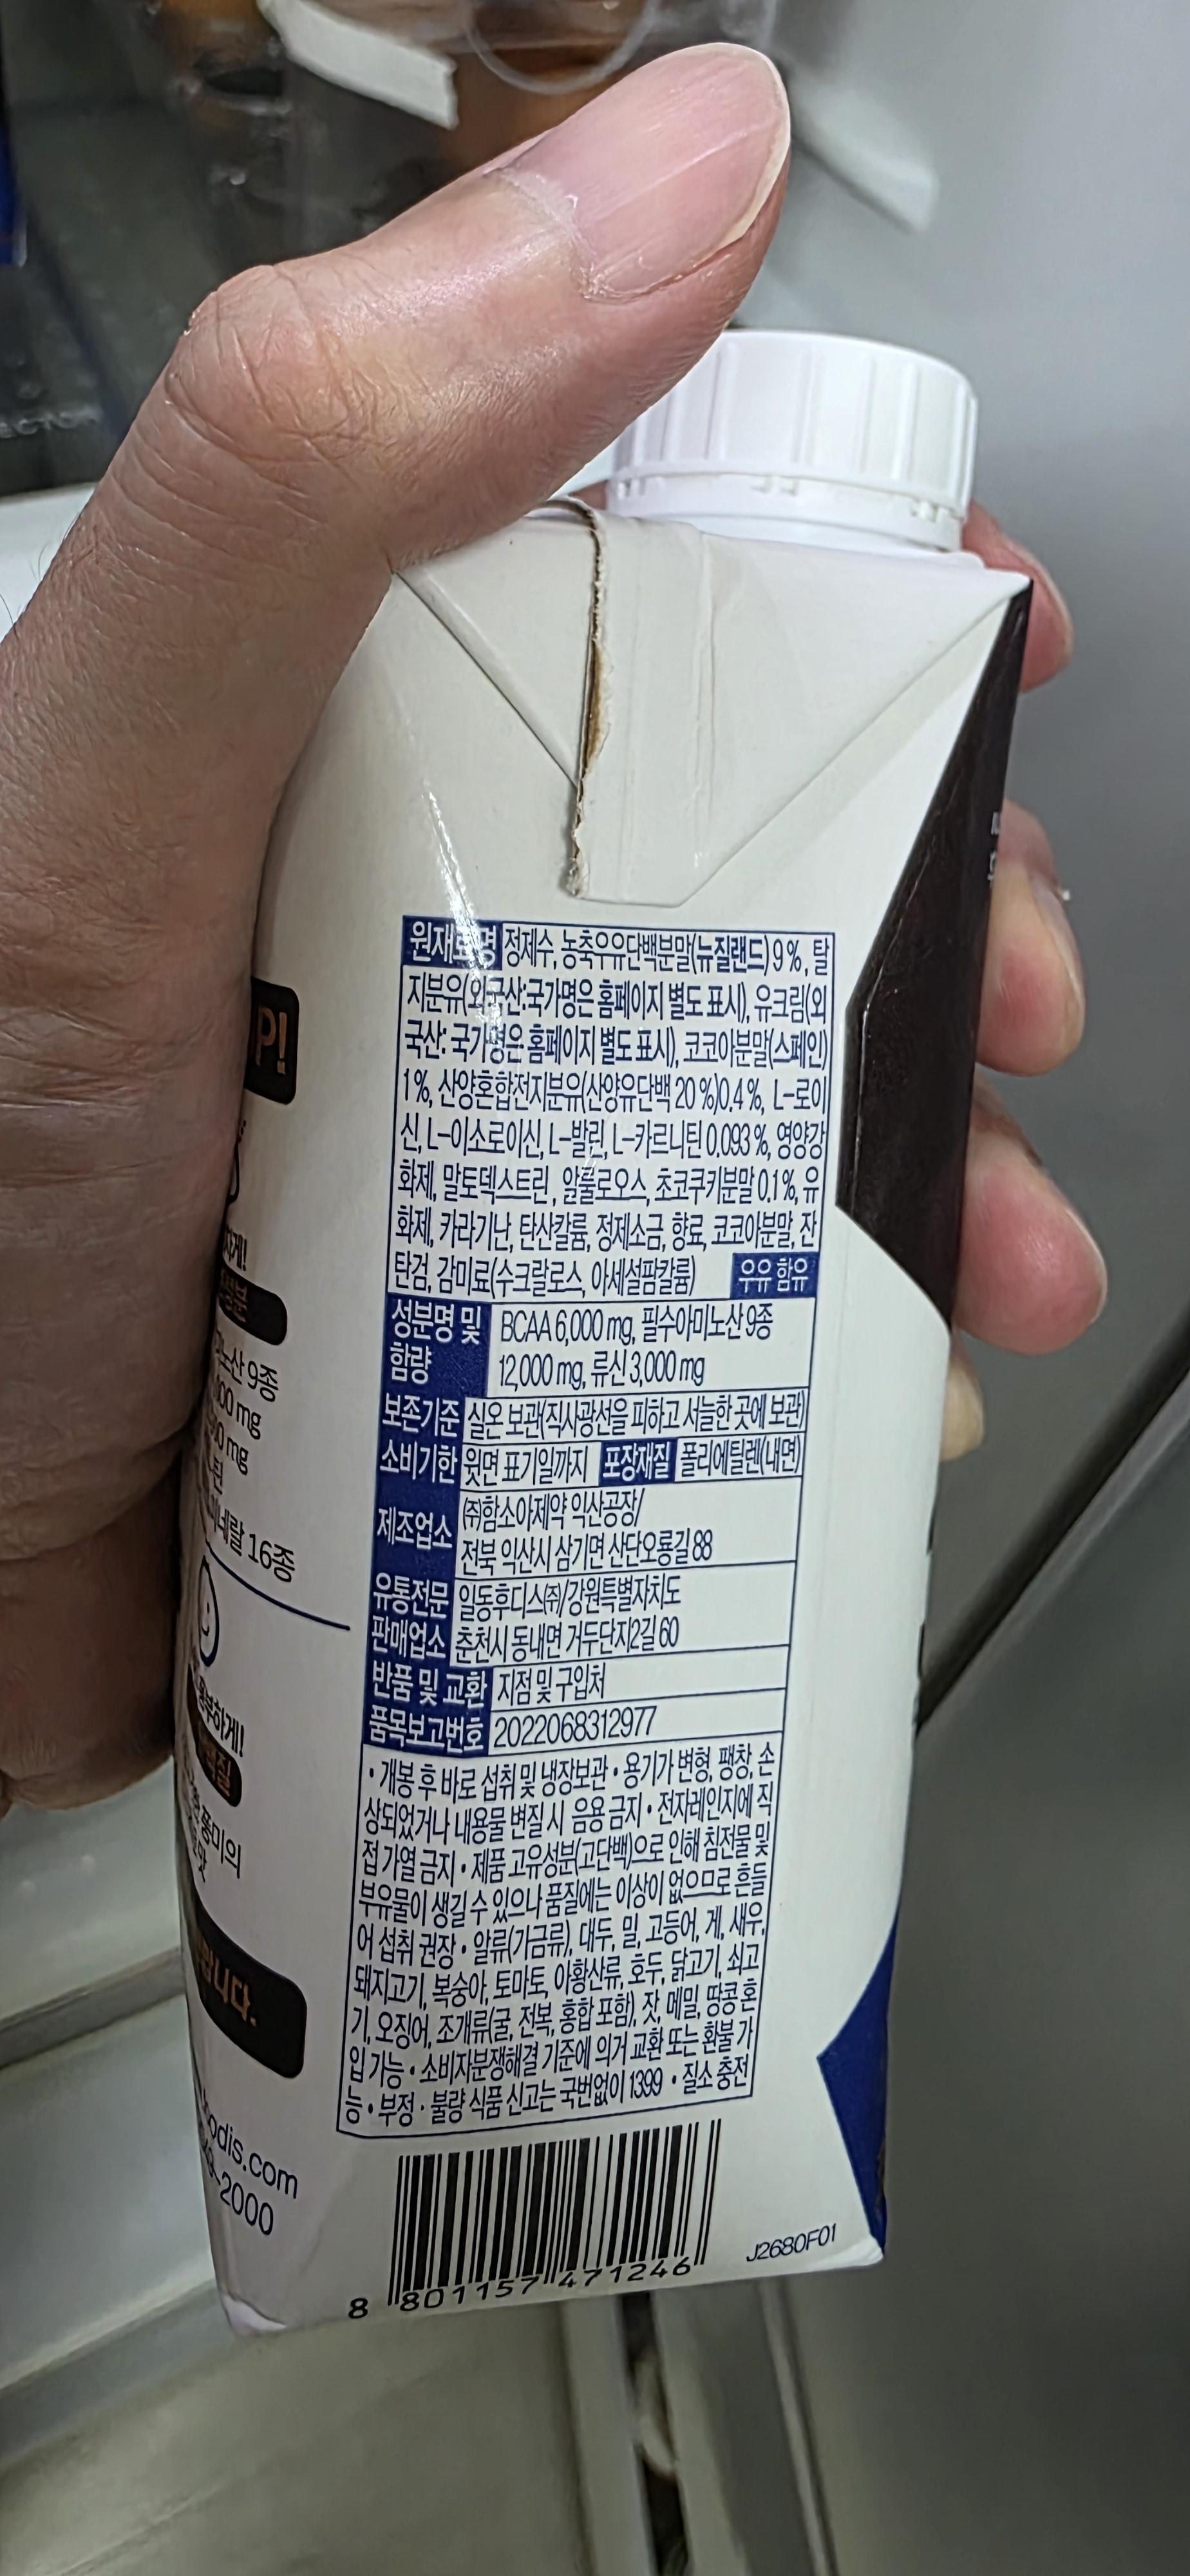 원재료명 정제수, 농축우유단백분말(뉴질랜드) 9 %, 탈
지분유(외국산:국가명은 홈페이지 별도 표시), 유크림(외
국산: 국가명은 홈페이지 별도 표시), 코코아분말(스페인)
1 %, 산양혼합전지분유(산양유단백 20 %)0.4 %, L-로이
신, L-이소로이신, L-발린, L-카르니틴 0.093 %, 영양강
화제, 말토덱스트린, 알룰로오스, 초코쿠키분말 0.1%, 유
화제, 카라기난, 탄산칼륨, 정제소금, 향료, 코코아분말, 잔
탄검, 감미료(수크랄로스, 아세설팜칼륨) 우유 함유
성분명 및 함량 BCAA 6,000 mg, 필수아미노산 9종
12,000 mg, 류신 3,000 mg
보존기준 실온 보관(직사광선을 피하고 서늘한 곳에 보관)
소비기한 윗면 표기일까지 포장재질 폴리에틸렌(내면)
제조업소 ㈜함소아제약 익산공장/
전북 익산시 삼기면 산단오룡길 88
유통전문 일동후디스㈜/강원특별자치도
판매업소 춘천시 동내면 거두단지2길 60
반품 및 교환 지점 및 구입처
품목보고번호 2022068312977
• 개봉 후 바로 섭취 및 냉장보관 • 용기가 변형, 팽창, 손
상되었거나 내용물 변질 시 음용 금지 • 전자레인지에 직
접 가열 금지 • 제품 고유성분(고단백)으로 인해 침전물 및
부유물이 생길 수 있으나 품질에는 이상이 없으므로 흔들
어 섭취 권장 • 알류(가금류), 대두, 밀, 고등어, 게, 새우,
돼지고기, 복숭아, 토마토, 아황산류, 호두, 닭고기, 쇠고
기, 오징어, 조개류(굴, 전복, 홍합 포함), 잣, 메밀, 땅콩 혼
입 가능 • 소비자분쟁해결 기준에 의거 교환 또는 환불 가
능 • 부정 · 불량 식품 신고는 국번없이 1399 • 질소 충전
8 801157 471246
J2680F01
P!
9종
mg
mg
16종
풍미의
맛
니다.
odis.com
-2000